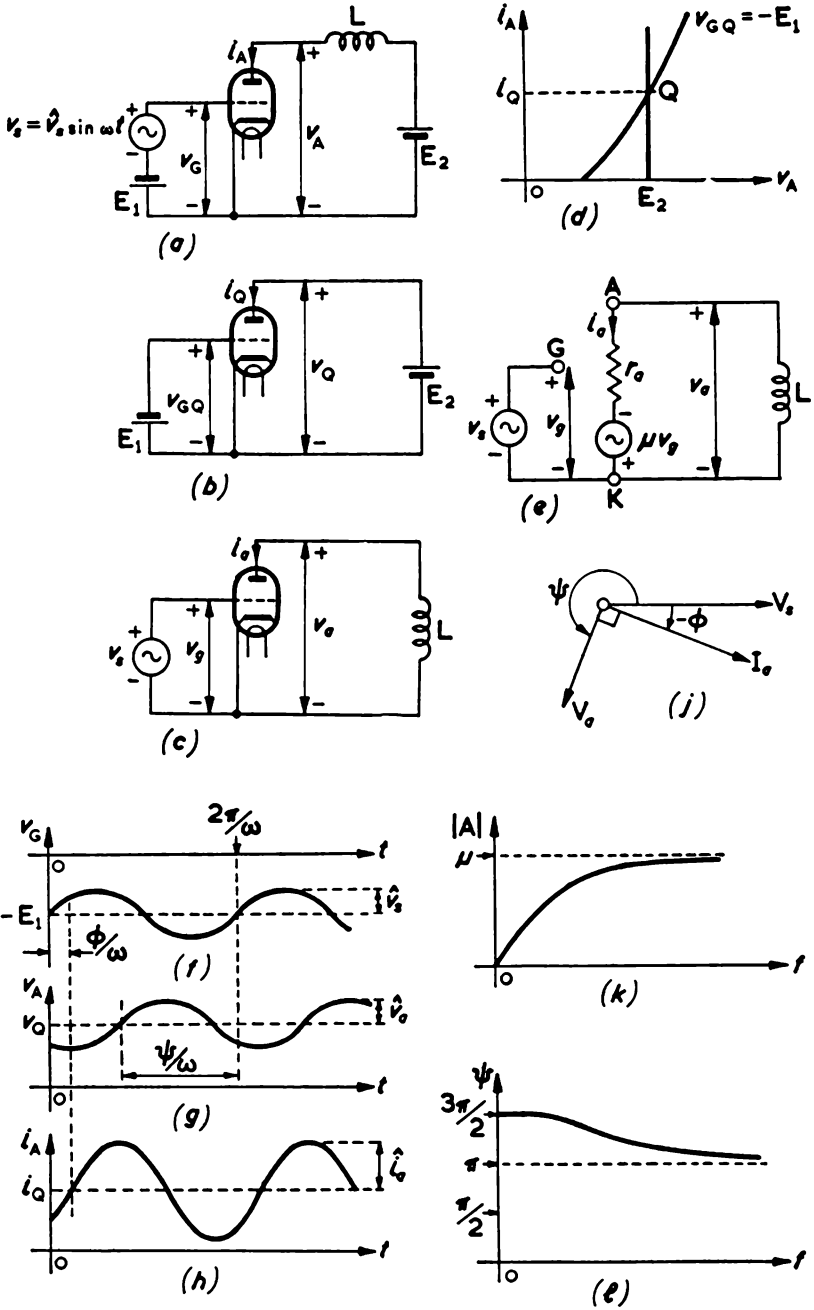 L
i_A
+
+
+
v_s = v̂_s sin ωt
v_G
v_A
E_2
−
E_1
−
−
(a)
i_A
v_GQ = −E_1
i_Q
Q
O
E_2
v_A
(d)
i_Q
+
+
v_GQ
v_Q
E_2
E_1
−
−
(b)
A
i_a
+
G
+
r_a
+
v_a
L
v_s
v_g
−
μv_g
−
−
+
−
K
(e)
i_a
+
+
+
v_s
v_g
v_a
L
−
−
−
(c)
ψ
V_s
−ϕ
I_a
V_a
(j)
v_G
2π/ω
t
O
v̂_s
−E_1
ϕ/ω
(f)
v_A
v_Q
v̂_a
ψ/ω
t
O
(g)
i_A
î_a
i_Q
t
O
(h)
|A|
μ
O
f
(k)
ψ
3π/2
π
π/2
O
f
(l)